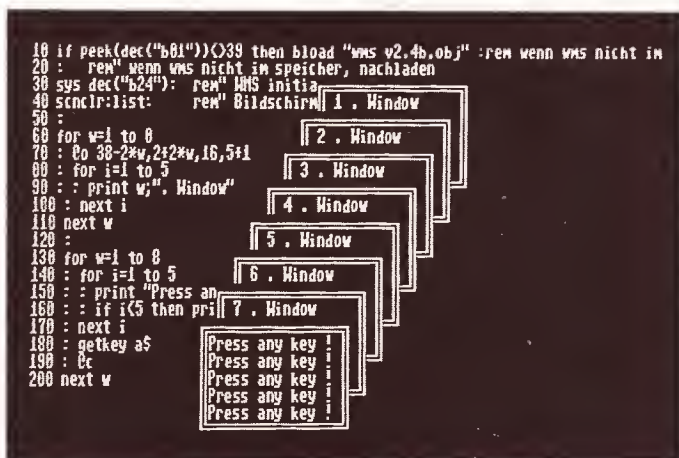 10 if peek(dec("b01"))<>39 then bload "wms v2.4b.obj" :rem wenn wms nicht im
20 :   rem" wenn wms nicht im speicher, nachladen
30 sys dec("b24"):  rem" WMS initia
40 scnclr:list:     rem" Bildschirm 1 . Window
50 :
60 for w=1 to 8 2 . Window
70 : @o 38-2*w,2+2*w,16,5+1
80 : for i=1 to 5 3 . Window
90 : : print w;". Window"
100 : next i 4 . Window
110 next w
120 : 5 . Window
130 for w=1 to 8
140 : for i=1 to 5 6 . Window
150 : : print "Press an
160 : : if i<5 then pri 7 . Window
170 : next i
180 : getkey a$ Press any key !
190 : @c Press any key !
200 next w Press any key !
Press any key !
Press any key !